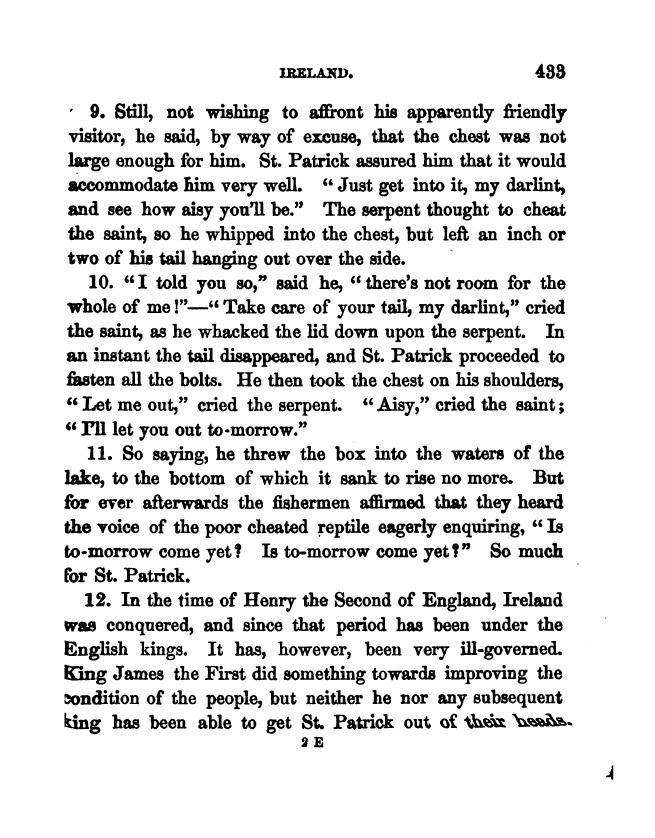 IRELAND. 433
9. Still, not wishing to affront his apparently friendly
visitor, he said, by way of excuse, that the chest was not
large enough for him. St. Patrick assured him that it would
accommodate him very well. “Just get into it, my darlint,
and see how aisy you'll be.” The serpent thought to cheat
the saint, so he whipped into the chest, but left an inch or
two of his tail hanging out over the side.
10. “I told you so,” said he, “there's not room for the
whole of me!”—“Take care of your tail, my darlint,” cried
the saint, as he whacked the lid down upon the serpent. In
an instant the tail disappeared, and St. Patrick proceeded to
fasten all the bolts. He then took the chest on his shoulders,
“Let me out,” cried the serpent. “Aisy,” cried the saint;
“I'll let you out to-morrow.”
11. So saying, he threw the box into the waters of the
lake, to the bottom of which it sank to rise no more. But
for ever afterwards the fishermen affirmed that they heard
the voice of the poor cheated reptile eagerly enquiring, “Is
to-morrow come yet? Is to-morrow come yet?” So much
for St. Patrick.
12. In the time of Henry the Second of England, Ireland
was conquered, and since that period has been under the
English kings. It has, however, been very ill-governed.
King James the First did something towards improving the
condition of the people, but neither he nor any subsequent
king has been able to get St. Patrick out of their heads.
2 E